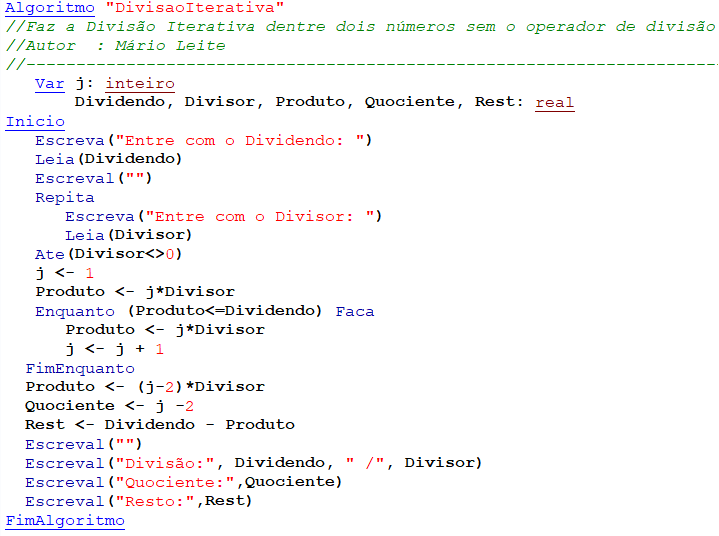 Algoritmo "DivisaoIterativa"
//Faz a Divisão Iterativa dentre dois números sem o operador de divisão
//Autor  : Mário Leite
//----------------------------------------------------------------------
   Var j: inteiro
       Dividendo, Divisor, Produto, Quociente, Rest: real
Inicio
   Escreva("Entre com o Dividendo: ")
   Leia(Dividendo)
   Escreval("")
   Repita
      Escreva("Entre com o Divisor: ")
      Leia(Divisor)
   Ate(Divisor<>0)
   j <- 1
   Produto <- j*Divisor
   Enquanto (Produto<=Dividendo) Faca
      Produto <- j*Divisor
      j <- j + 1
  FimEnquanto
  Produto <- (j-2)*Divisor
  Quociente <- j -2
  Rest <- Dividendo - Produto
  Escreval("")
  Escreval("Divisão:", Dividendo, " /", Divisor)
  Escreval("Quociente:",Quociente)
  Escreval("Resto:",Rest)
FimAlgoritmo